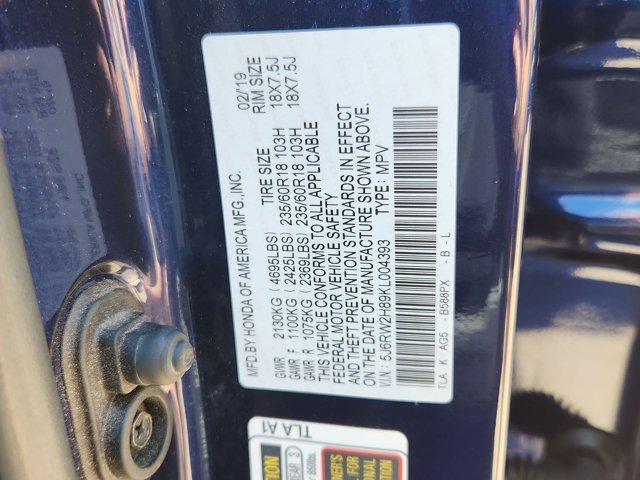 MFD.BY HONDA OF AMERICA MFG.,INC. 02/'19
TIRE SIZE RIM SIZE
GVWR 2130KG ( 4695LBS)
GAWR F 1100KG ( 2425LBS) 235/60R18 103H 18X7.5J
GAWR R 1075KG ( 2369LBS) 235/60R18 103H 18X7.5J
THIS VEHICLE CONFORMS TO ALL APPLICABLE
FEDERAL MOTOR VEHICLE SAFETY
AND THEFT PREVENTION STANDARDS IN EFFECT
ON THE DATE OF MANUFACTURE SHOWN ABOVE.
V.I.N.: 5J6RW2H89KL004393 TYPE: MPV
TLA K AG5 - B588PX - B - L
TLA A1